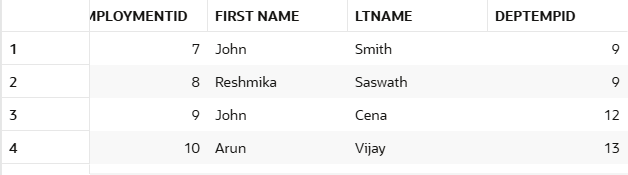 MPLOYMENTID FIRST NAME LTNAME DEPTEMPID
1 7 John Smith 9
2 8 Reshmika Saswath 9
3 9 John Cena 12
4 10 Arun Vijay 13